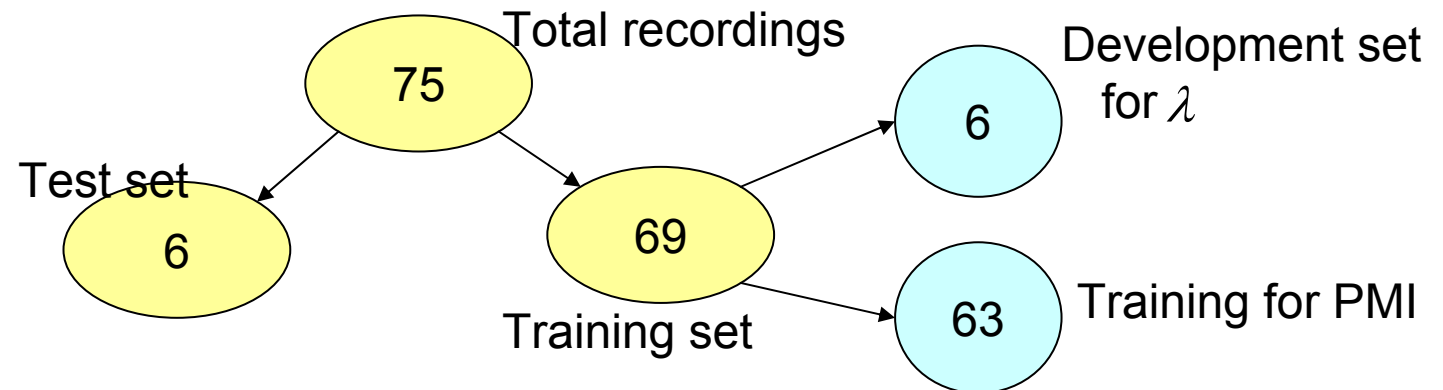 Total recordings
75
Development set
for λ
6
Test set
6
69
Training set
63
Training for PMI